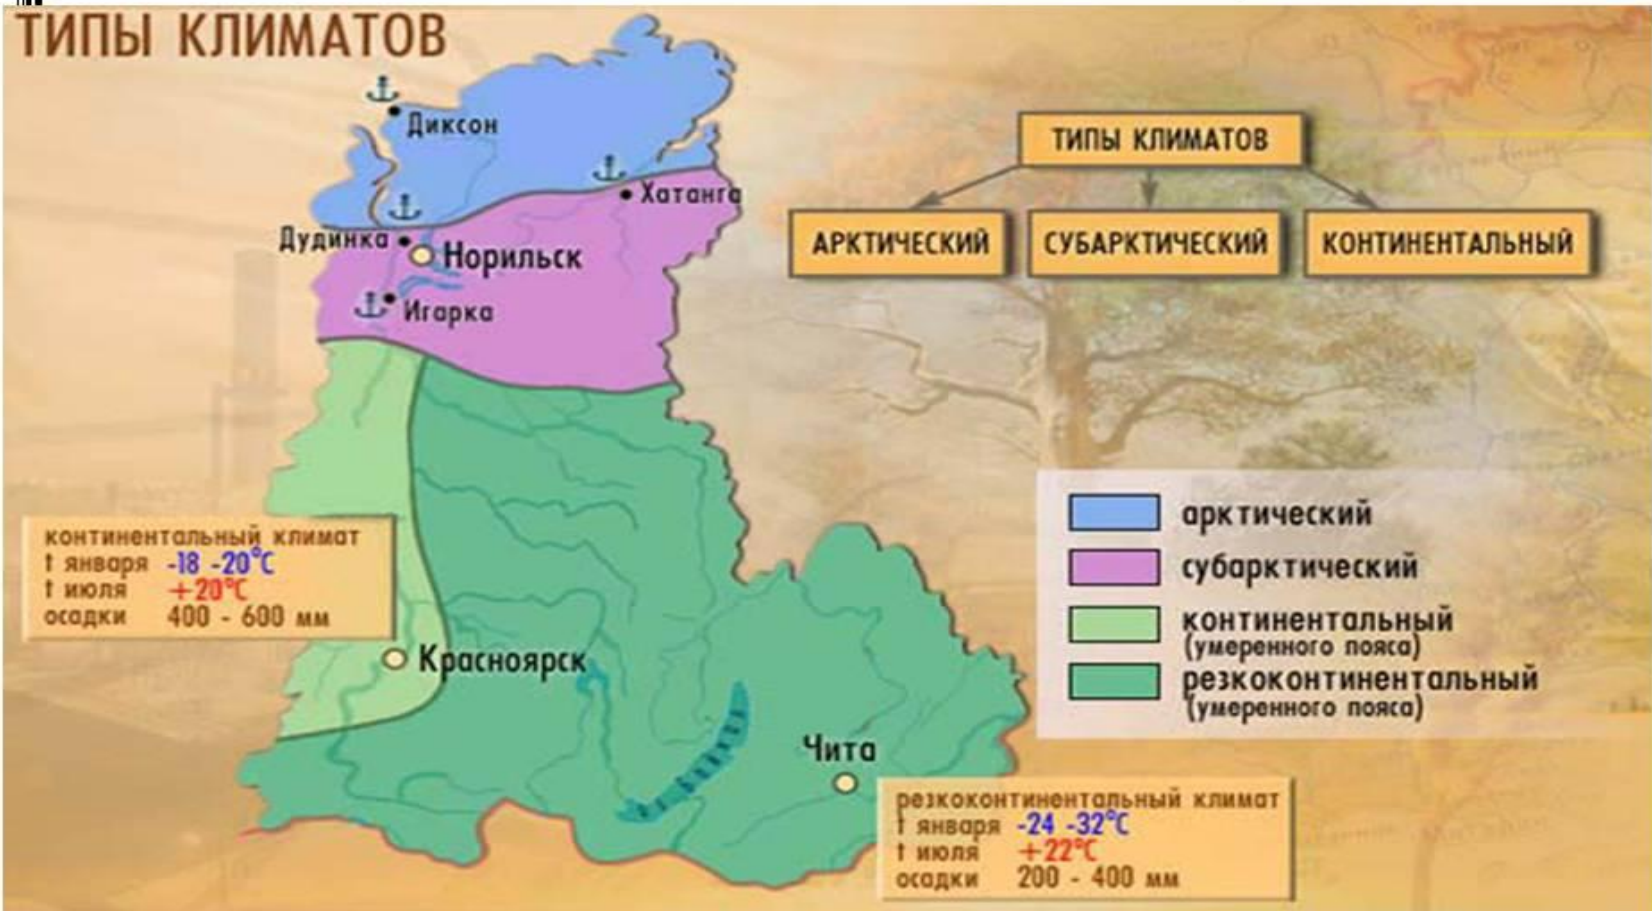 ТИПЫ КЛИМАТОВ
Диксон
Хатанга
Дудинка
Норильск
Игарка
ТИПЫ КЛИМАТОВ
АРКТИЧЕСКИЙ
СУБАРКТИЧЕСКИЙ
КОНТИНЕНТАЛЬНЫЙ
континентальный климат
t января -18 -20°C
t июля +20°C
осадки 400 - 600 мм
Красноярск
Чита
арктический
субарктический
континентальный
(умеренного пояса)
резкоконтинентальный
(умеренного пояса)
резкоконтинентальный климат
t января -24 -32°C
t июля +22°C
осадки 200 - 400 мм